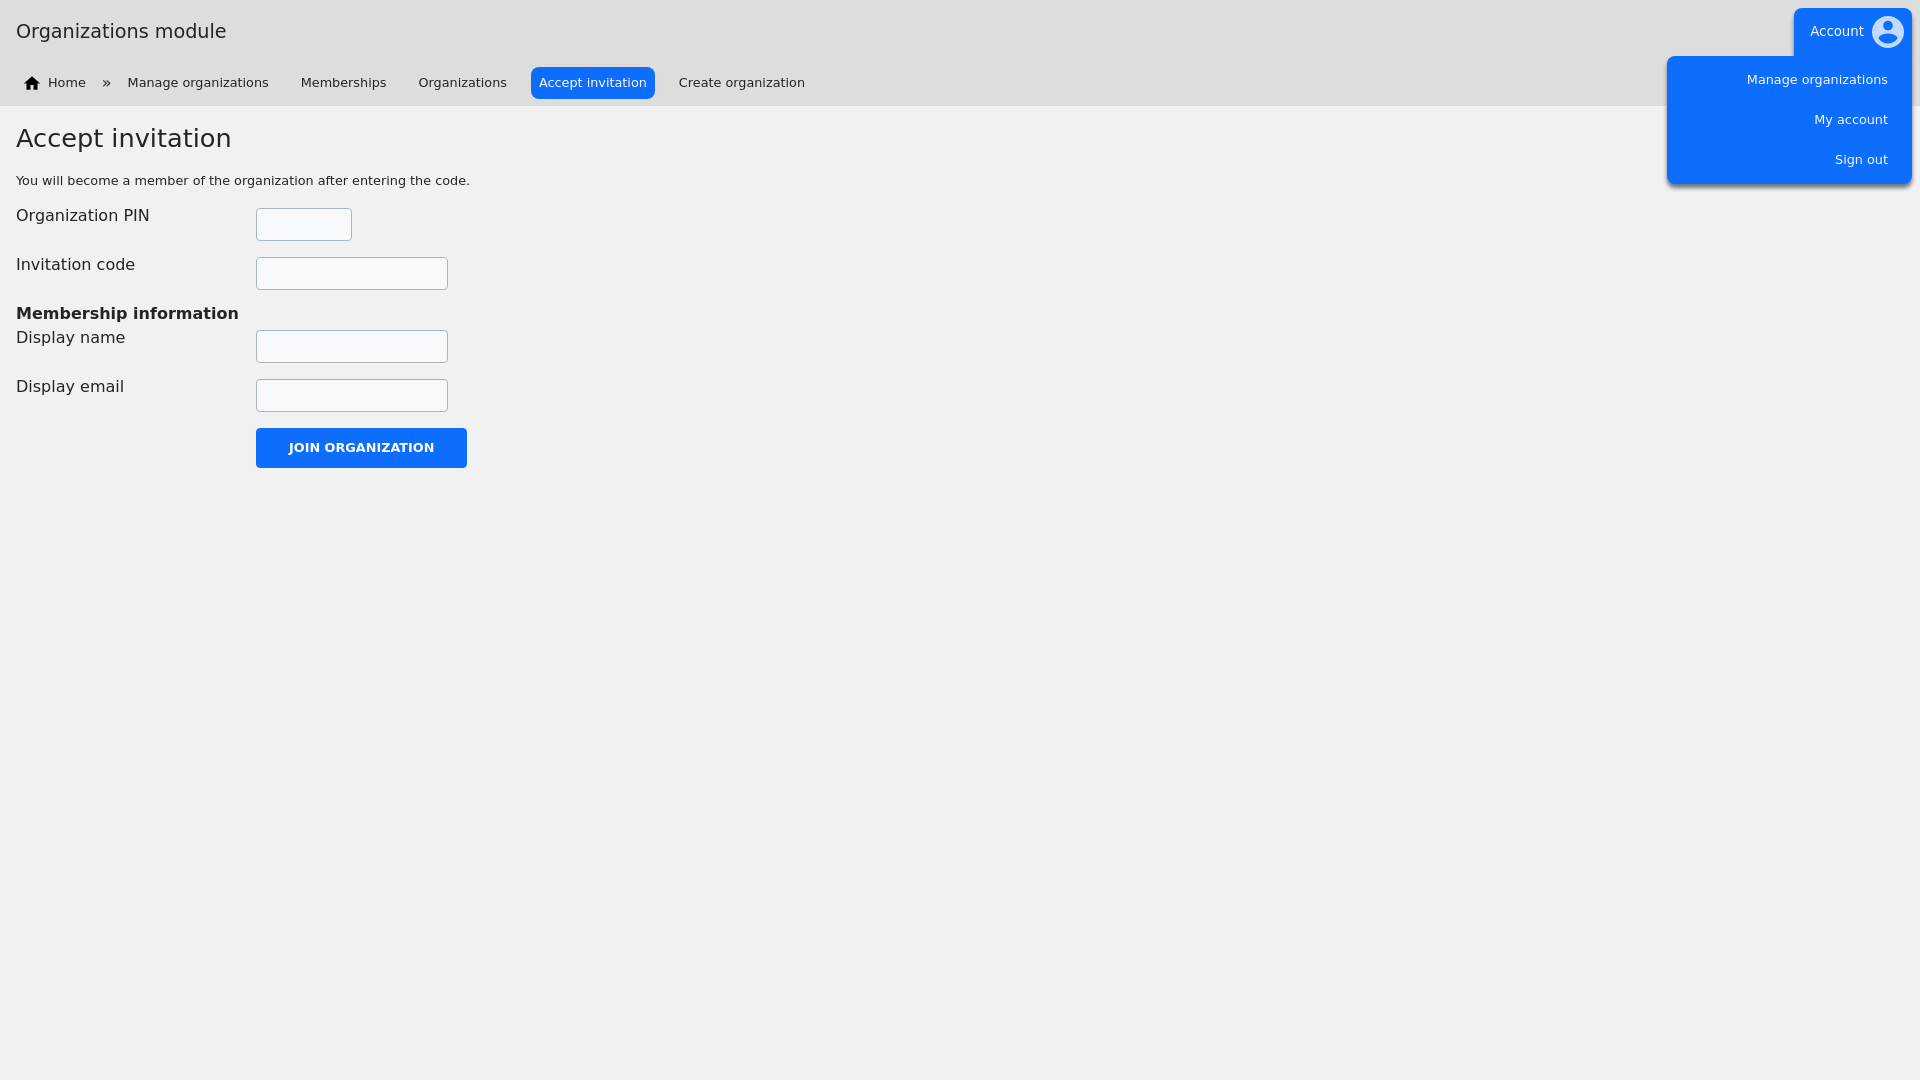 Organizations module
Account
Home » Manage organizations Memberships Organizations Accept invitation Create organization
Manage organizations
My account
Sign out
Accept invitation
You will become a member of the organization after entering the code.
Organization PIN
Invitation code
Membership information
Display name
Display email
JOIN ORGANIZATION